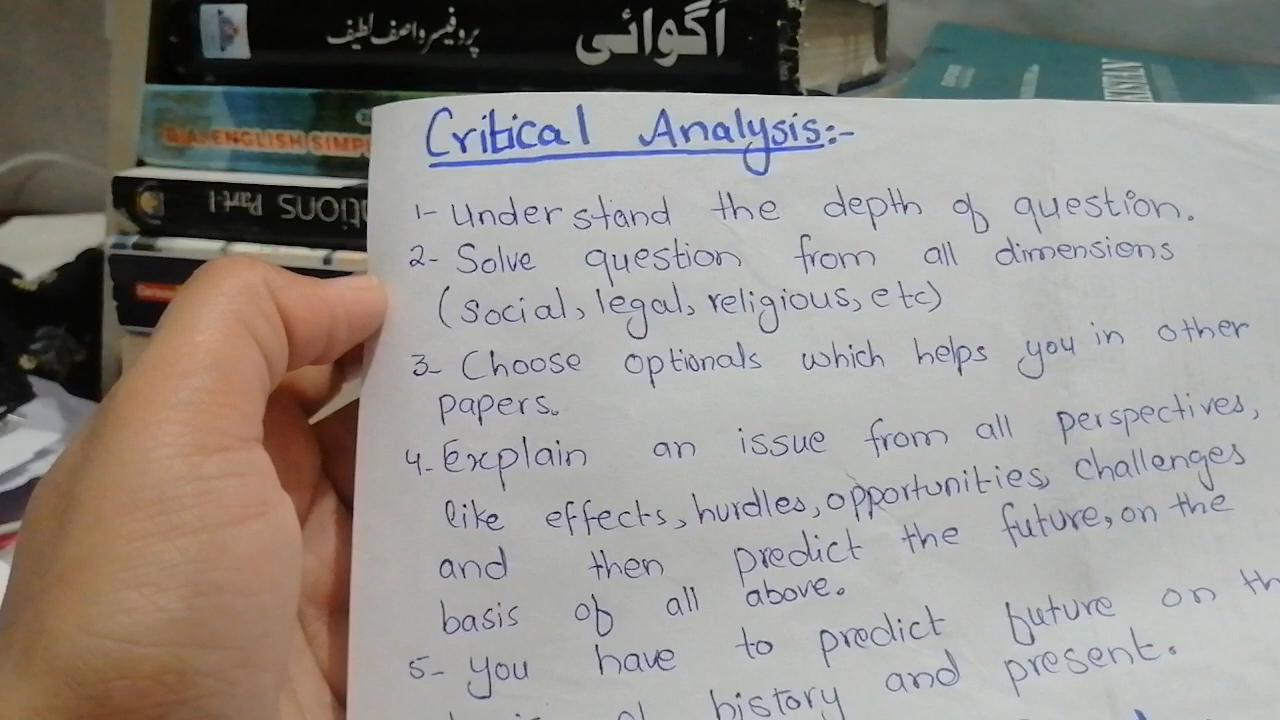 اگوائی
پروفیسر واصف لطیف
B.A. ENGLISH SIMPL
Part-I
Critical Analysis:-
1- Understand the depth of question.
2- Solve question from all dimensions
(social, legal, religious, etc)
3- Choose optionals which helps you in other
papers.
4- Explain an issue from all perspectives,
like effects, hurdles, opportunities, challenges
and then predict the future, on the
basis of all above.
5- You have to predict future on th
history and present.